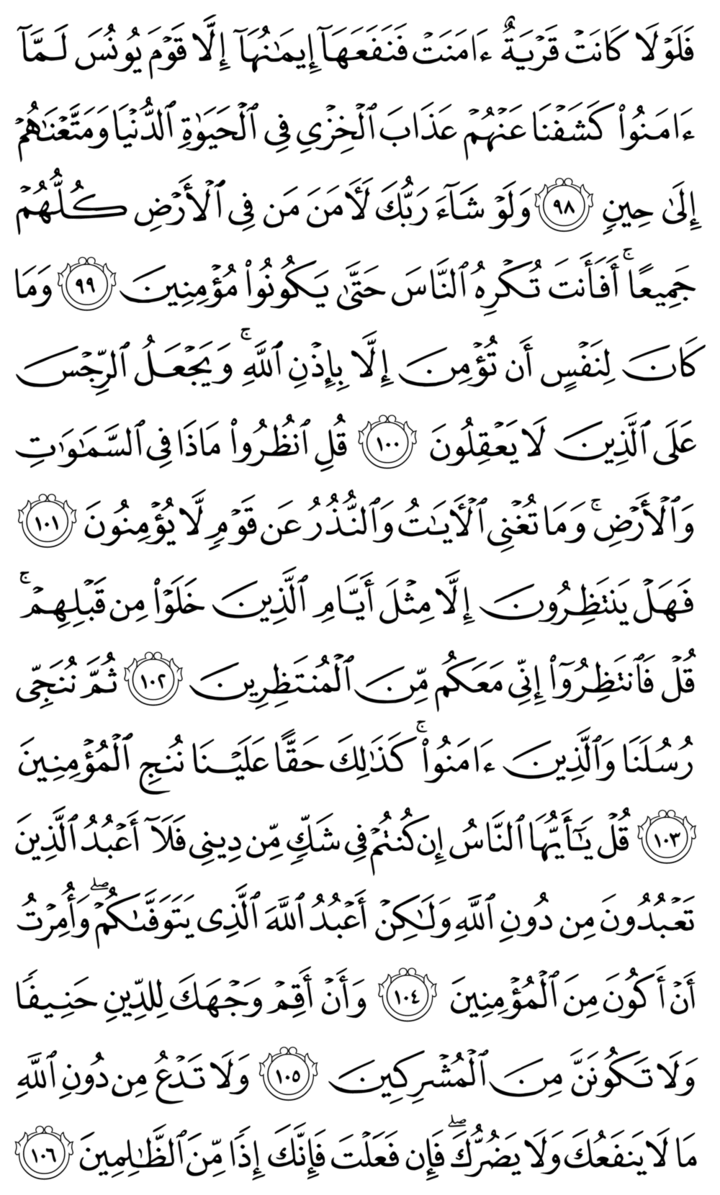 فَلَوْلَا كَانَتْ قَرْيَةٌ ءَامَنَتْ فَنَفَعَهَآ إِيمَٰنُهَآ إِلَّا قَوْمَ يُونُسَ لَمَّآ
ءَامَنُوا۟ كَشَفْنَا عَنْهُمْ عَذَابَ ٱلْخِزْىِ فِى ٱلْحَيَوٰةِ ٱلدُّنْيَا وَمَتَّعْنَٰهُمْ
إِلَىٰ حِينٍ ٩٨ وَلَوْ شَآءَ رَبُّكَ لَـَٔامَنَ مَن فِى ٱلْأَرْضِ كُلُّهُمْ
جَمِيعًا ۚ أَفَأَنتَ تُكْرِهُ ٱلنَّاسَ حَتَّىٰ يَكُونُوا۟ مُؤْمِنِينَ ٩٩ وَمَا
كَانَ لِنَفْسٍ أَن تُؤْمِنَ إِلَّا بِإِذْنِ ٱللَّهِ ۚ وَيَجْعَلُ ٱلرِّجْسَ
عَلَى ٱلَّذِينَ لَا يَعْقِلُونَ ١٠٠ قُلِ ٱنظُرُوا۟ مَاذَا فِى ٱلسَّمَٰوَٰتِ
وَٱلْأَرْضِ ۚ وَمَا تُغْنِى ٱلْـَٔايَٰتُ وَٱلنُّذُرُ عَن قَوْمٍ لَّا يُؤْمِنُونَ ١٠١
فَهَلْ يَنتَظِرُونَ إِلَّا مِثْلَ أَيَّامِ ٱلَّذِينَ خَلَوْا۟ مِن قَبْلِهِمْ ۚ
قُلْ فَٱنتَظِرُوٓا۟ إِنِّى مَعَكُم مِّنَ ٱلْمُنتَظِرِينَ ١٠٢ ثُمَّ نُنَجِّى
رُسُلَنَا وَٱلَّذِينَ ءَامَنُوا۟ ۚ كَذَٰلِكَ حَقًّا عَلَيْنَا نُنجِ ٱلْمُؤْمِنِينَ
١٠٣ قُلْ يَٰٓأَيُّهَا ٱلنَّاسُ إِن كُنتُمْ فِى شَكٍّ مِّن دِينِى فَلَآ أَعْبُدُ ٱلَّذِينَ
تَعْبُدُونَ مِن دُونِ ٱللَّهِ وَلَٰكِنْ أَعْبُدُ ٱللَّهَ ٱلَّذِى يَتَوَفَّىٰكُمْ ۖ وَأُمِرْتُ
أَنْ أَكُونَ مِنَ ٱلْمُؤْمِنِينَ ١٠٤ وَأَنْ أَقِمْ وَجْهَكَ لِلدِّينِ حَنِيفًا
وَلَا تَكُونَنَّ مِنَ ٱلْمُشْرِكِينَ ١٠٥ وَلَا تَدْعُ مِن دُونِ ٱللَّهِ
مَا لَا يَنفَعُكَ وَلَا يَضُرُّكَ ۖ فَإِن فَعَلْتَ فَإِنَّكَ إِذًا مِّنَ ٱلظَّٰلِمِينَ ١٠٦